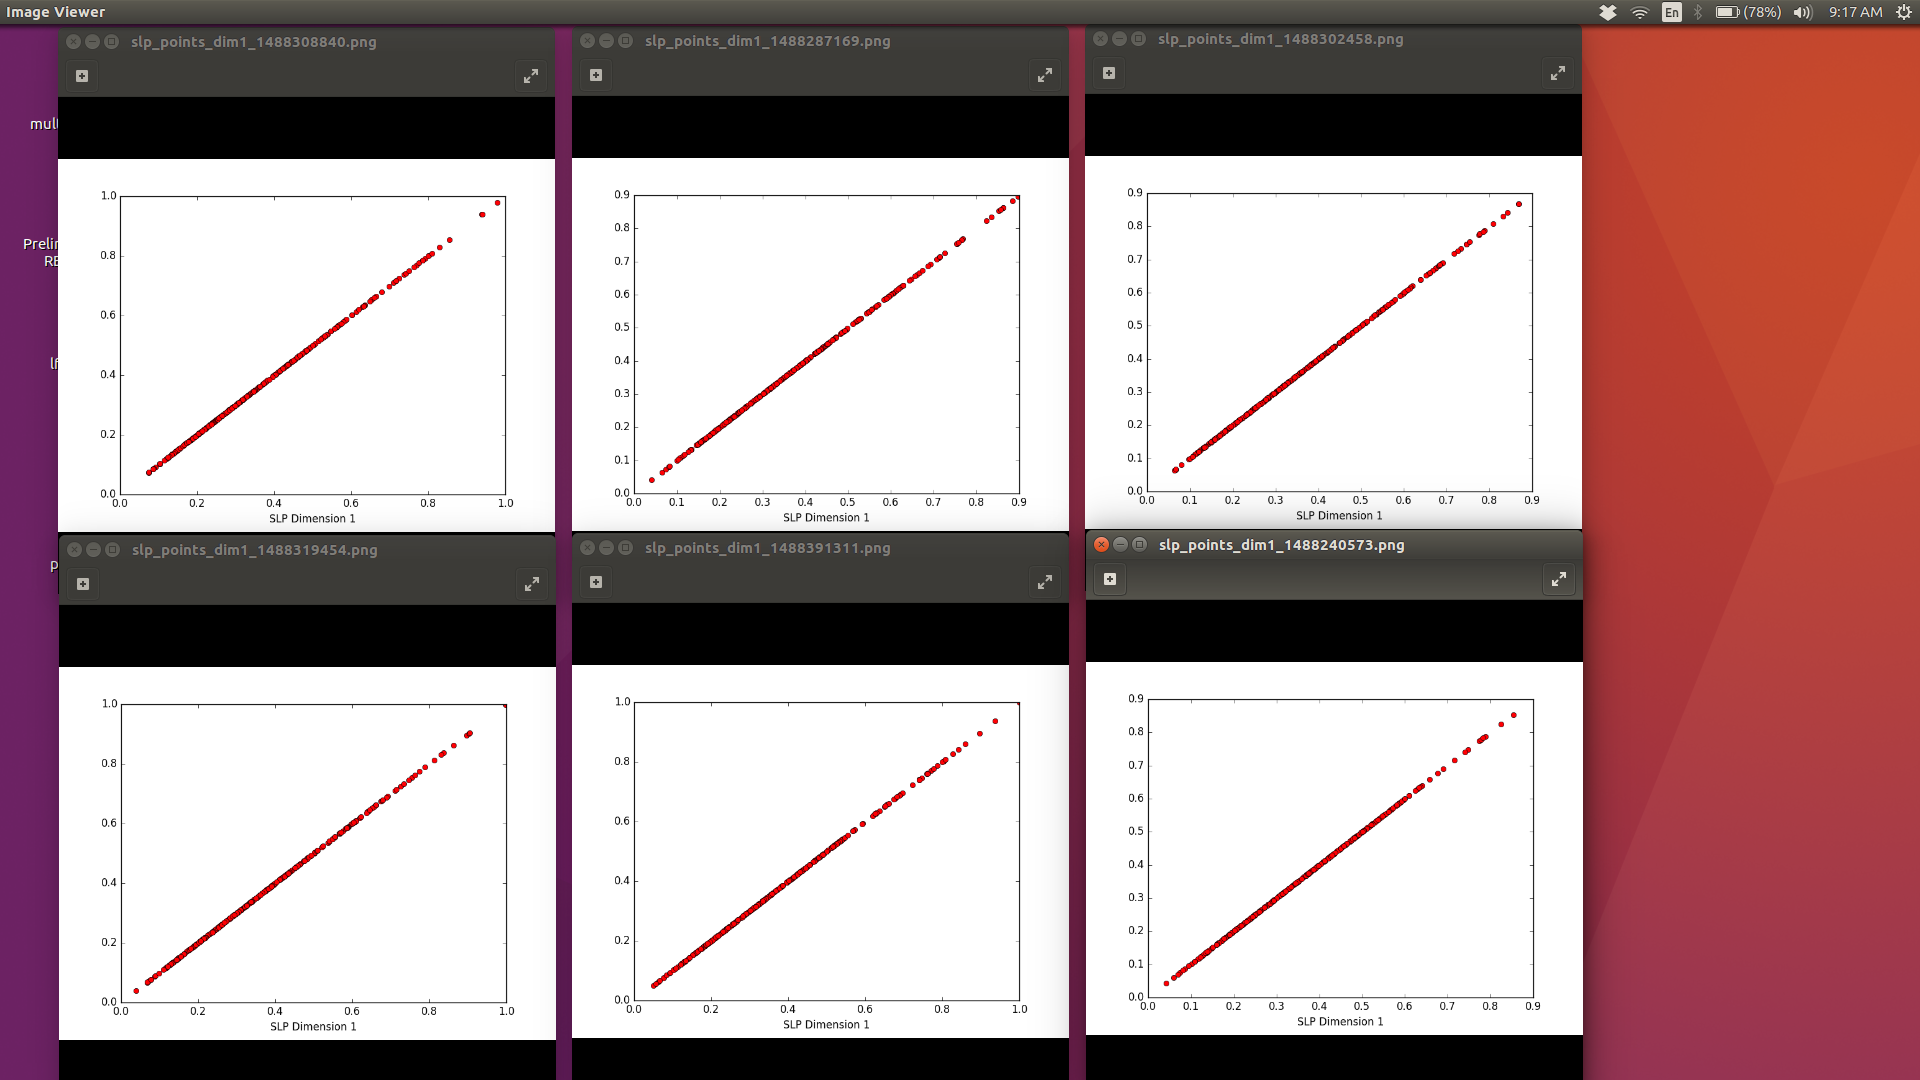 Image Viewer
En
(78%)
9:17 AM
slp_points_dim1_1488308840.png
slp_points_dim1_1488287169.png
slp_points_dim1_1488302458.png
1.0
0.8
0.6
0.4
0.2
0.0
0.0 0.2 0.4 0.6 0.8 1.0
SLP Dimension 1
0.9
0.8
0.7
0.6
0.5
0.4
0.3
0.2
0.1
0.0
0.0 0.1 0.2 0.3 0.4 0.5 0.6 0.7 0.8 0.9
SLP Dimension 1
0.9
0.8
0.7
0.6
0.5
0.4
0.3
0.2
0.1
0.0
0.0 0.1 0.2 0.3 0.4 0.5 0.6 0.7 0.8 0.9
SLP Dimension 1
slp_points_dim1_1488319454.png
slp_points_dim1_1488391311.png
slp_points_dim1_1488240573.png
1.0
0.8
0.6
0.4
0.2
0.0
0.0 0.2 0.4 0.6 0.8 1.0
SLP Dimension 1
1.0
0.8
0.6
0.4
0.2
0.0
0.0 0.2 0.4 0.6 0.8 1.0
SLP Dimension 1
0.9
0.8
0.7
0.6
0.5
0.4
0.3
0.2
0.1
0.0
0.0 0.1 0.2 0.3 0.4 0.5 0.6 0.7 0.8 0.9
SLP Dimension 1